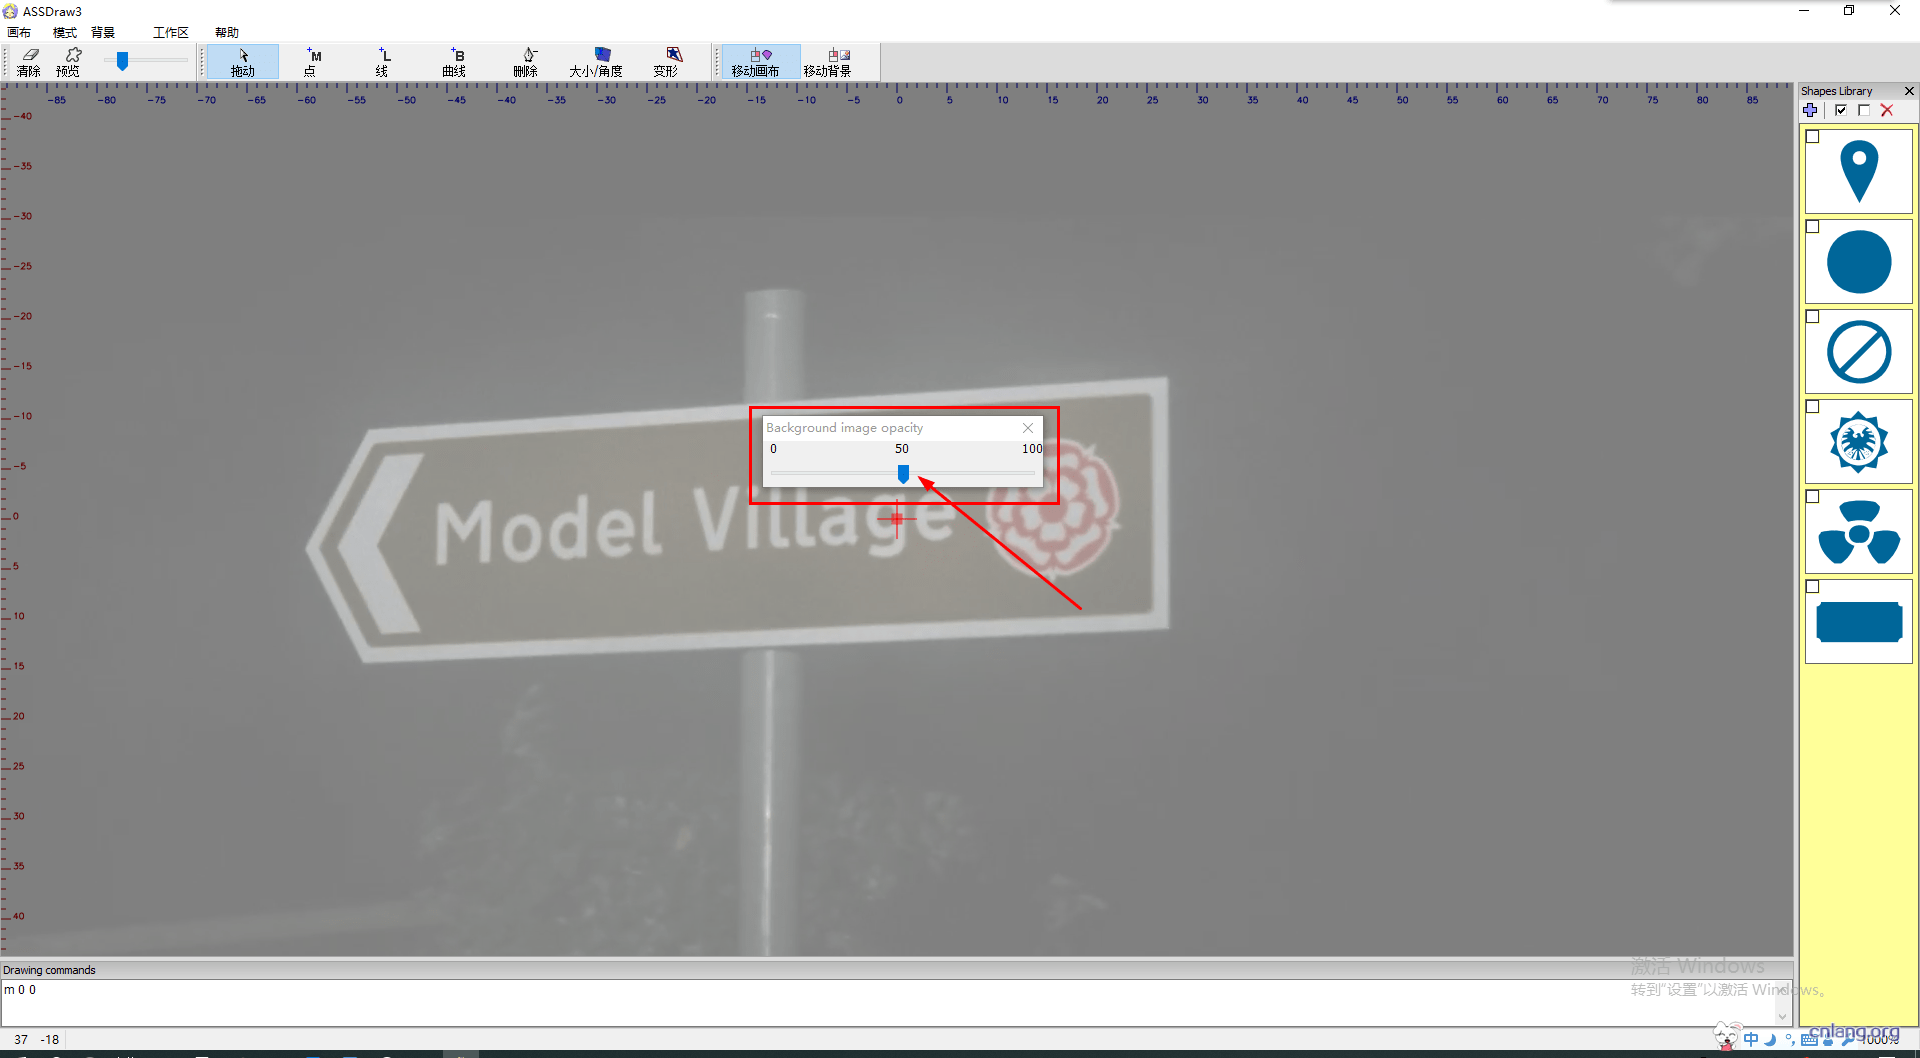 ASSDraw3
画布 模式 背景 工作区 帮助
清除 预览 拖动 M 点 L 线 B 曲线 删除 大小/角度 变形 移动画布 移动背景
-85 -80 -75 -70 -65 -60 -55 -50 -45 -40 -35 -30 -25 -20 -15 -10 -5 0 5 10 15 20 25 30 35 40 45 50 55 60 65 70 75 80 85
Shapes Library
-40
-35
-30
-25
-20
-15
-10
-5
0
5
10
15
20
25
30
35
40
Background image opacity
0 50 100
Model Village
Drawing commands
m 0 0
激活 Windows
转到“设置”以激活 Windows。
37 -18
cnlang.org
中
1000%